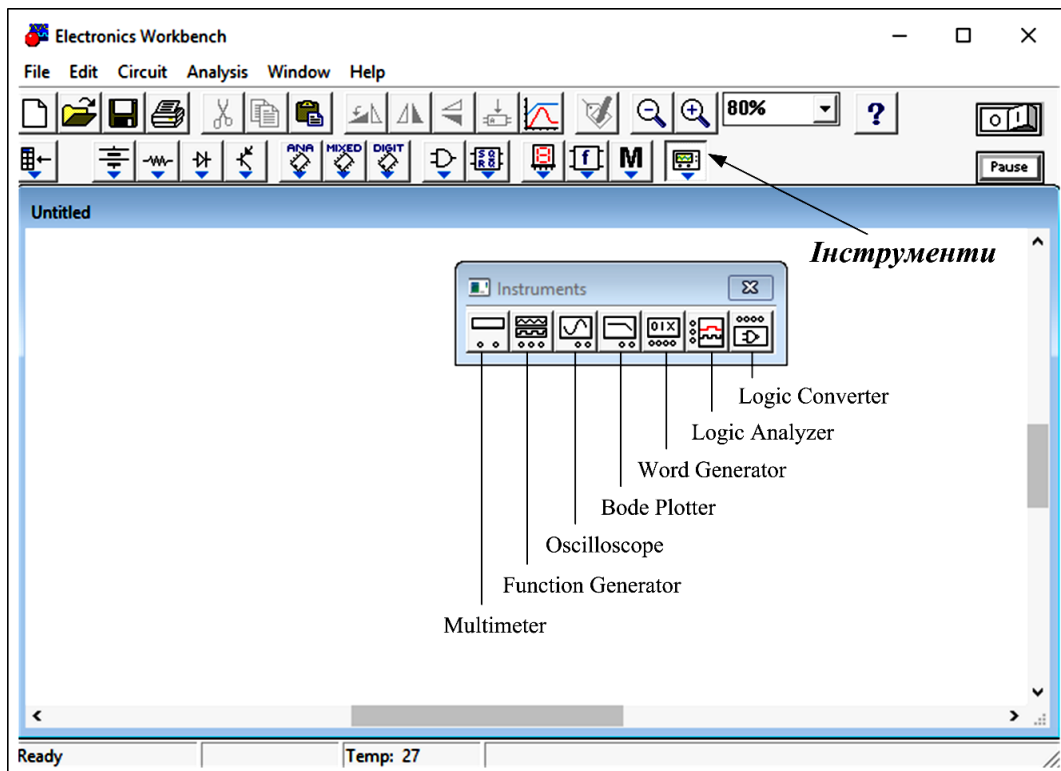 Electronics Workbench
File Edit Circuit Analysis Window Help
80% ?
ANA MIXED DIGIT f M
Pause
Untitled
Інструменти
Instruments
01X
Logic Converter
Logic Analyzer
Word Generator
Bode Plotter
Oscilloscope
Function Generator
Multimeter
Ready Temp: 27